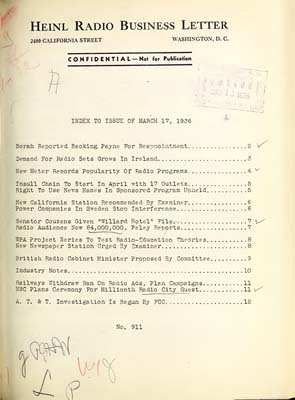 HEINL RADIO BUSINESS LETTER
2400 CALIFORNIA STREET WASHINGTON, D. C.
CONFIDENTIAL—Not for Publication
INDEX TO ISSUE OF MARCH 17, 1936
Borah Reported Backing Payne For Reappointment...............2
Demand For Radio Sets Grows In Ireland.......................3
New Meter Records Popularity Of Radio Programs...............4
Insull Chain To Start In April with 17 Outlets...............5
Right To Use News Names In Sponsored Program Upheld..........5
New California Station Recommended By Examiner...............6
Power Companies In Sweden Stop Interference..................6
Senator Couzens Given "Willard Hotel" File...................7
Radio Audience Now 84,000,000, Paley Reports.................7
WPA Project Series To Test Radio-Education Theories..........8
New Newspaper Station Urged By Examiner......................8
British Radio Cabinet Minister Proposed By Committee.........9
Industry Notes..............................................10
Railways Withdraw Ban On Radio Ads, Plan Campaigns..........11
NBC Plans Ceremony For Millionth Radio City Guest...........11
A. T. & T. Investigation Is Begun By FCC....................12
No. 911